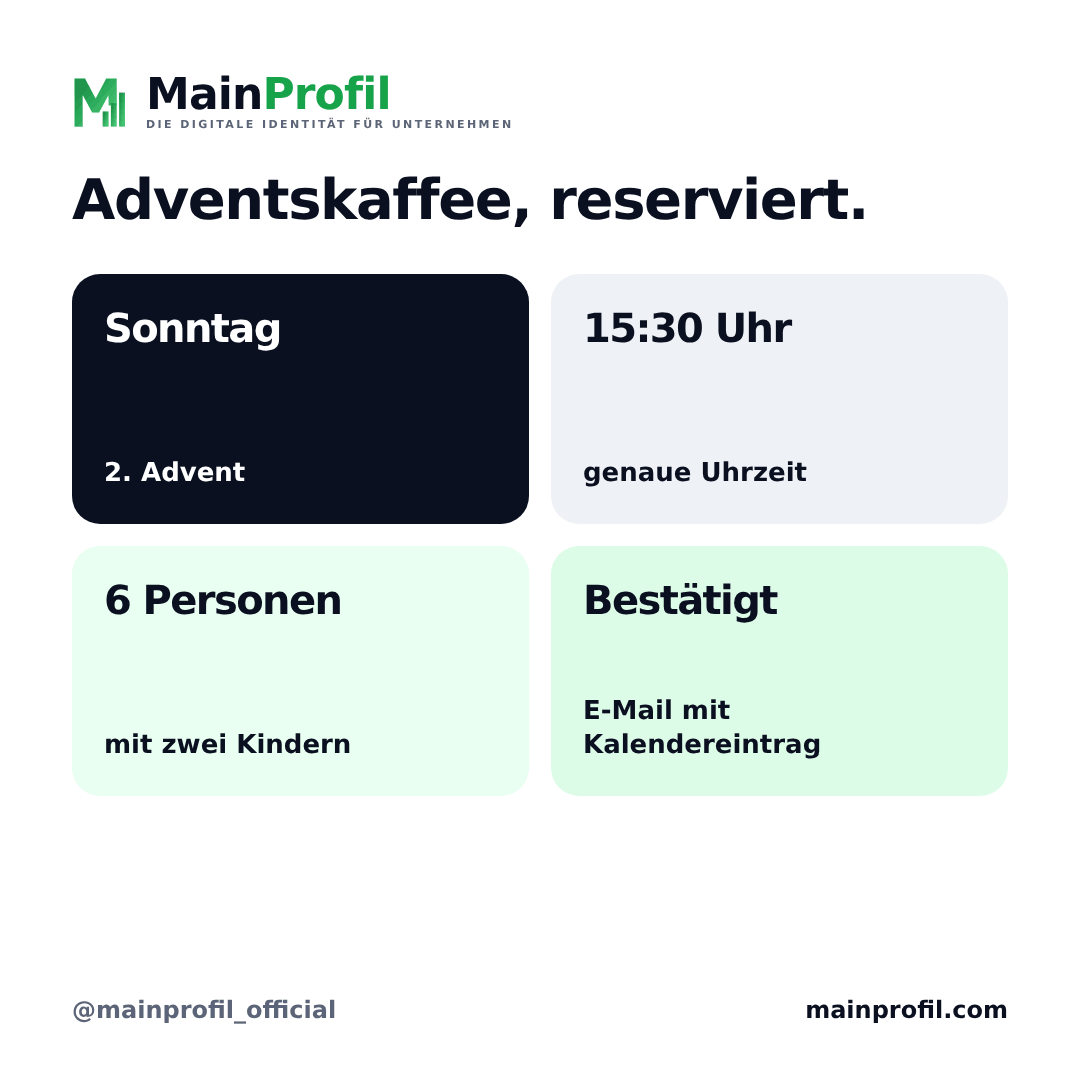 MainProfil
DIE DIGITALE IDENTITÄT FÜR UNTERNEHMEN
Adventskaffee, reserviert.
Sonntag
2. Advent
15:30 Uhr
genaue Uhrzeit
6 Personen
mit zwei Kindern
Bestätigt
E-Mail mit
Kalendereintrag
@mainprofil_official
mainprofil.com